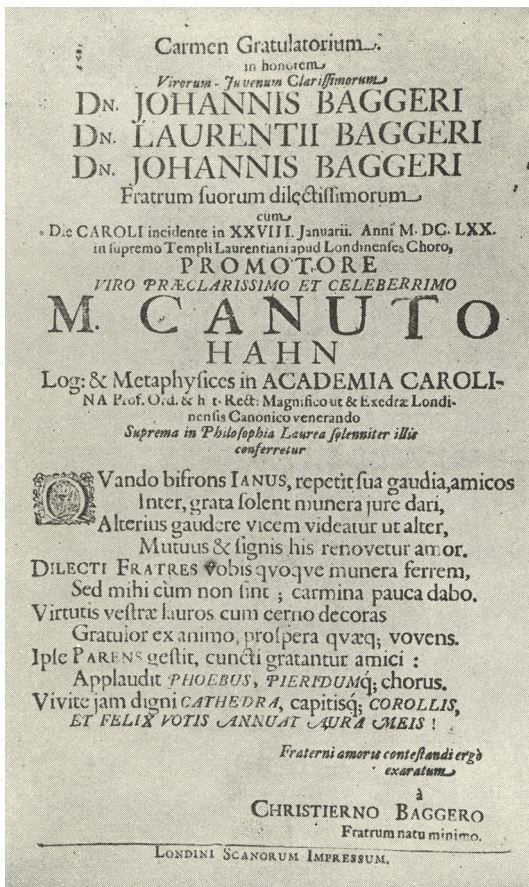 Carmen Gratulatorium.
in honorem
Virorum-Juvenum Clarissimorum
DN. JOHANNIS BAGGERI
DN. LAURENTII BAGGERI
DN. JOHANNIS BAGGERI
Fratrum suorum dilectissimorum
cum
Die CAROLI incidente in XXVIII. Januarii. Anni M. DC. LXX.
in supremo Templi Laurentiani apud Londinenses Choro,
PROMOTORE
VIRO PRÆCLARISSIMO ET CELEBERRIMO
M. CANUTO
HAHN
Log: & Metaphysices in ACADEMIA CAROLI-
NA Prof. Ord. & h. t. Rect: Magnifico ut & Exedræ Londi-
nensis Canonico venerando
Suprema in Philosophia Laurea solenniter illis
conferretur
QVando bifrons IANUS, repetit sua gaudia, amicos
Inter, grata solent munera jure dari,
Alterius gaudere vicem videatur ut alter,
Mutuus & signis his renovetur amor.
DILECTI FRATRES vobis qvoqve munera ferrem,
Sed mihi cùm non sint; carmina pauca dabo.
Virtutis vestræ lauros cum cerno decoras
Gratulor ex animo, prospera qvæq; vovens.
Ipse PARENS gestit, cuncti gratantur amici:
Applaudit PHOEBUS, PIERIDUMq́; chorus.
Vivite jam digni CATHEDRA, capitisq́; COROLLIS,
ET FELIX VOTIS ANNUAT AURA MEIS!
Fraterni amoris contestandi ergò
exaratum
à
CHRISTIERNO BAGGERO
Fratrum natu minimo.
LONDINI SCANORUM IMPRESSUM.